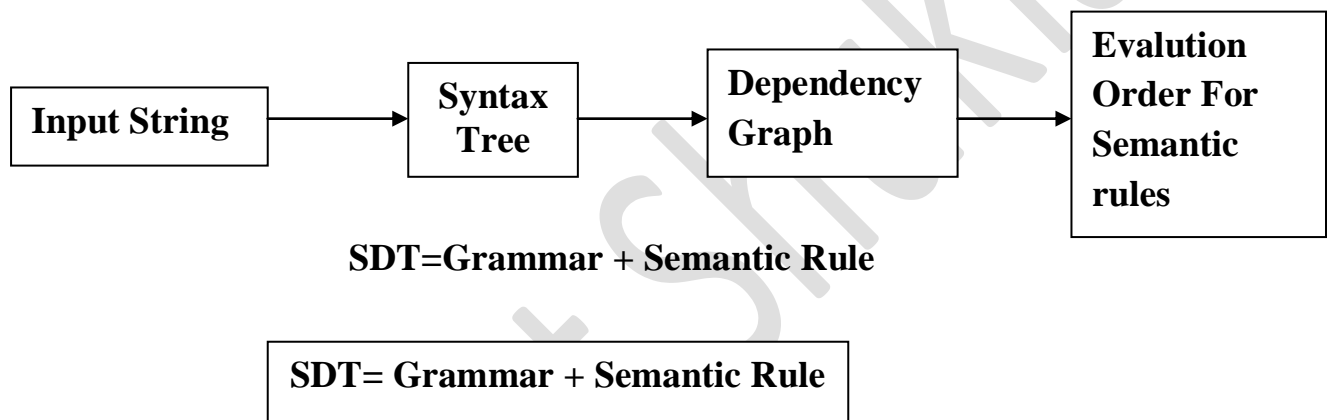 Input String
Syntax
Tree
Dependency
Graph
Evalution
Order For
Semantic
rules
SDT=Grammar + Semantic Rule
SDT= Grammar + Semantic Rule